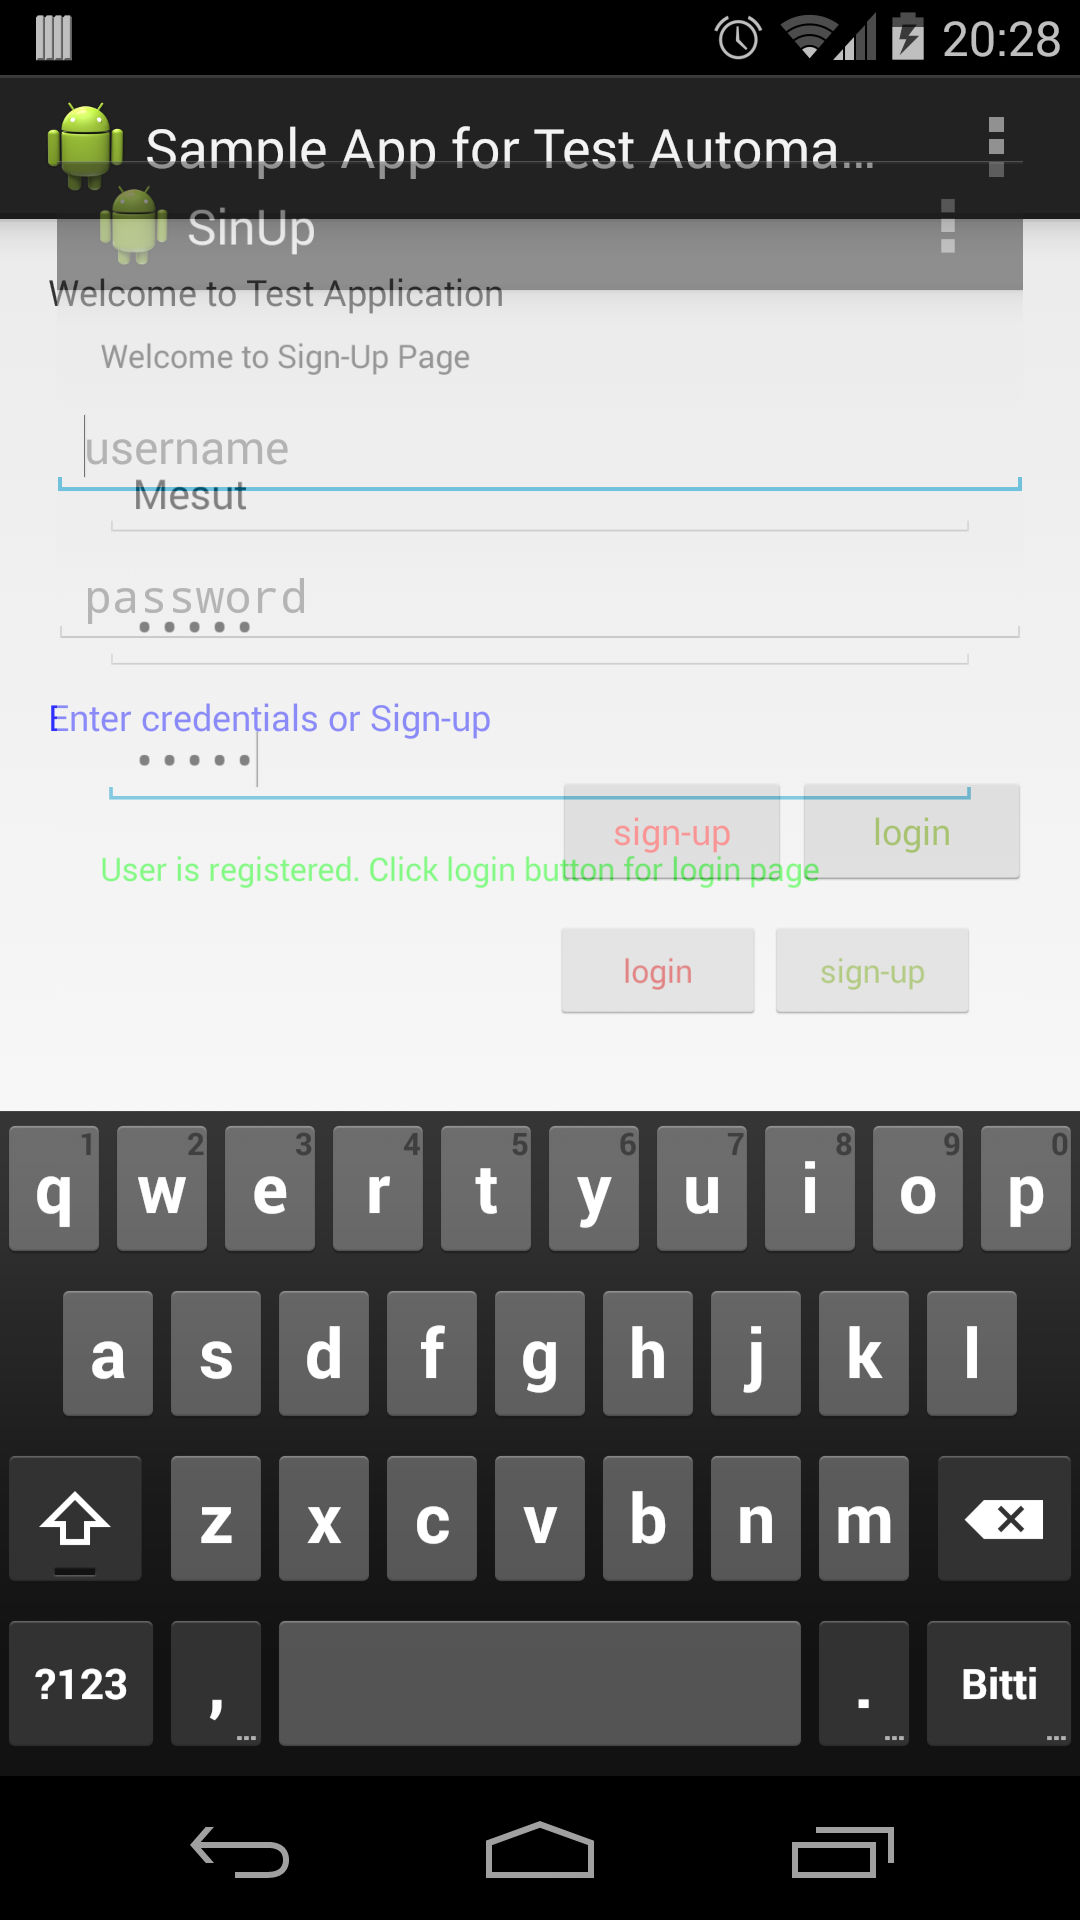 20:28
Sample App for Test Automa...
SinUp
Welcome to Test Application
Welcome to Sign-Up Page
username
Mesut
password
•••••
Enter credentials or Sign-up
•••••
sign-up login
User is registered. Click login button for login page
login sign-up
1 2 3 4 5 6 7 8 9 0
q w e r t y u i o p
a s d f g h j k l
z x c v b n m
?123 , . Bitti